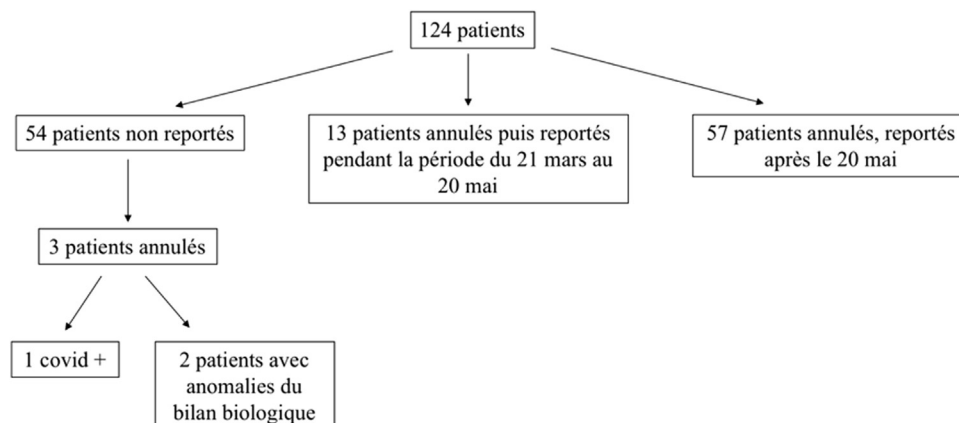 124 patients
54 patients non reportés
13 patients annulés puis reportés
pendant la période du 21 mars au
20 mai
57 patients annulés, reportés
après le 20 mai
3 patients annulés
1 covid +
2 patients avec
anomalies du
bilan biologique